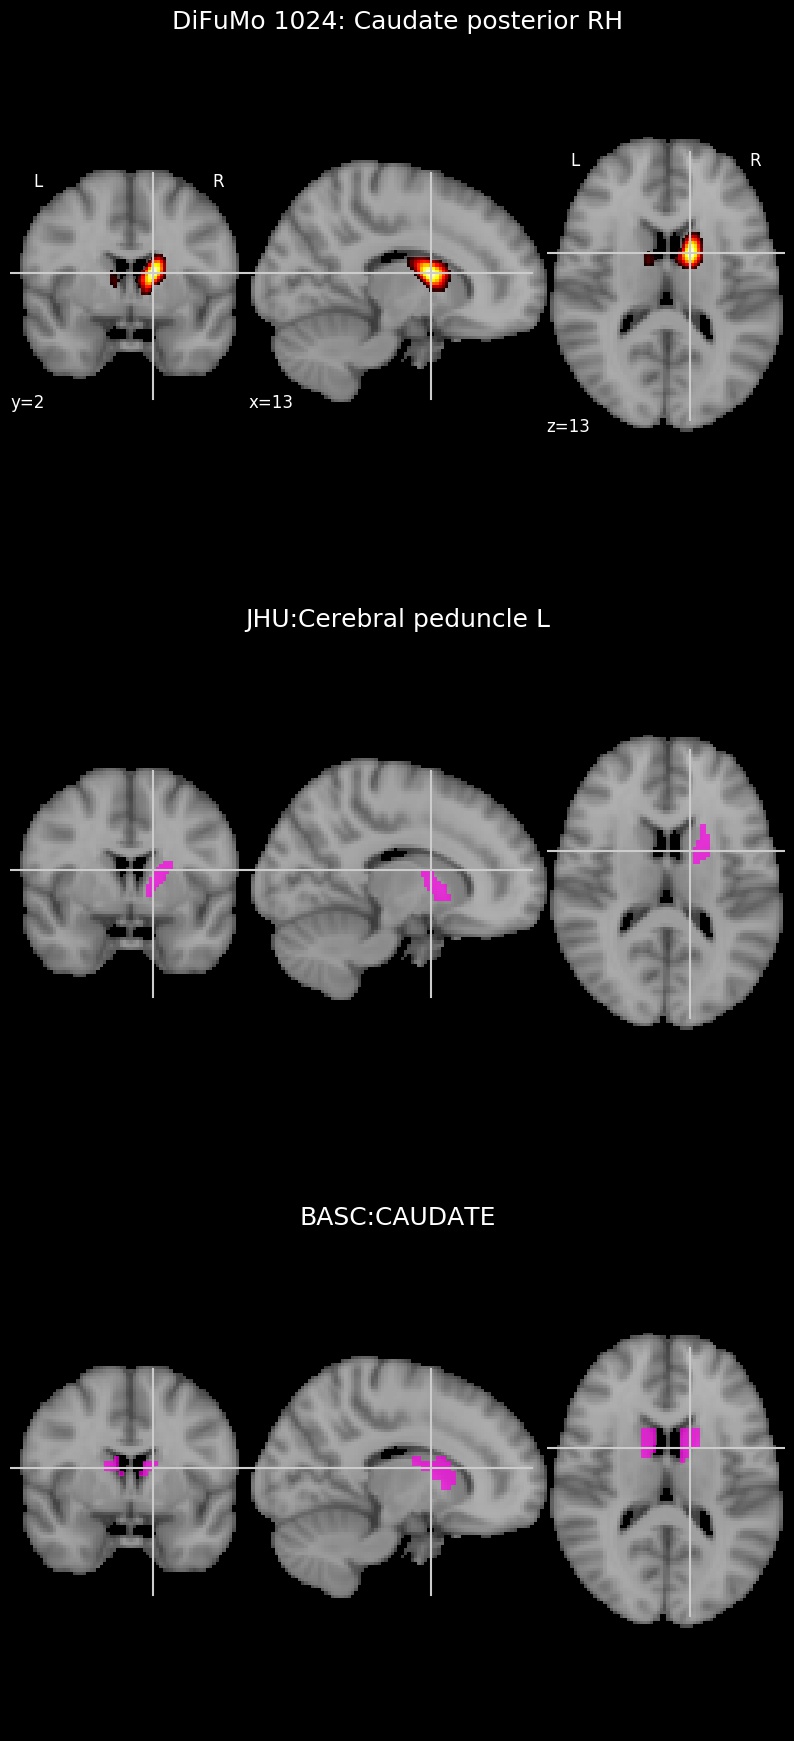 DiFuMo 1024: Caudate posterior RH
L R L R
y=2 x=13 z=13
JHU:Cerebral peduncle L
BASC:CAUDATE